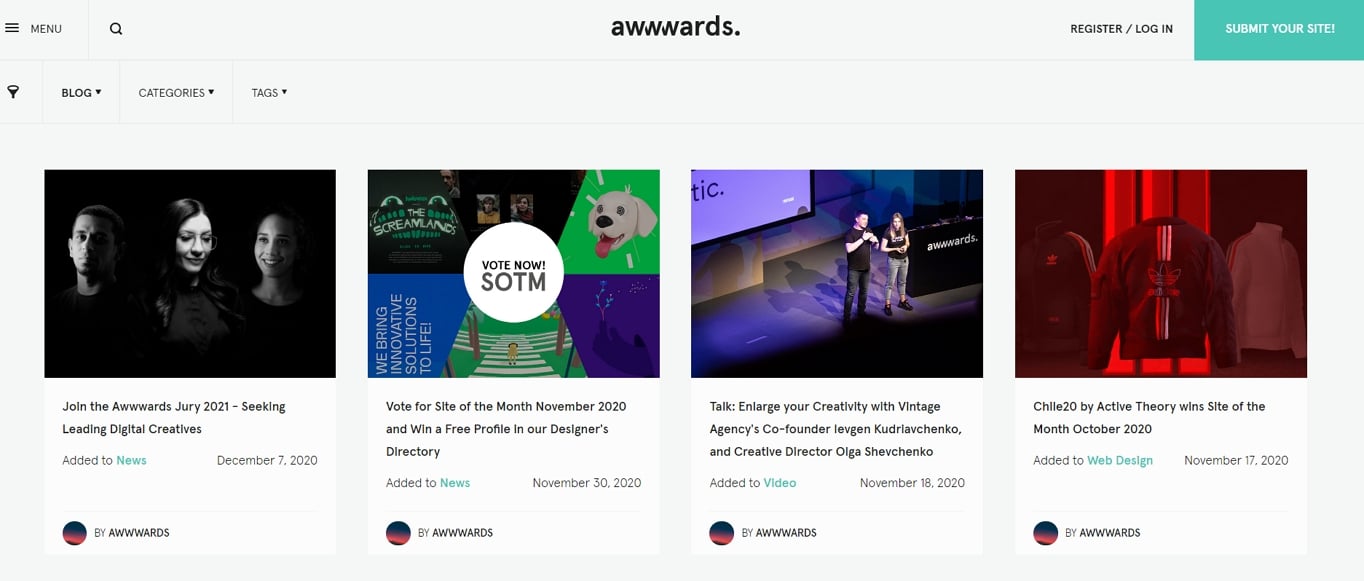 MENU
awwwards.
REGISTER / LOG IN
SUBMIT YOUR SITE!
BLOG
CATEGORIES
TAGS
THE
SCREAMLANDS
VOTE NOW!
SOTM
WE BRING
INNOVATIVE
SOLUTIONS
TO LIFE!
tic.
awwwards.
Join the Awwwards Jury 2021 - Seeking
Leading Digital Creatives
Added to News
December 7, 2020
BY AWWWARDS
Vote for Site of the Month November 2020
and Win a Free Profile in our Designer's
Directory
Added to News
November 30, 2020
BY AWWWARDS
Talk: Enlarge your Creativity with Vintage
Agency's Co-founder Ievgen Kudriavchenko,
and Creative Director Olga Shevchenko
Added to Video
November 18, 2020
BY AWWWARDS
Chile20 by Active Theory wins Site of the
Month October 2020
Added to Web Design
November 17, 2020
BY AWWWARDS